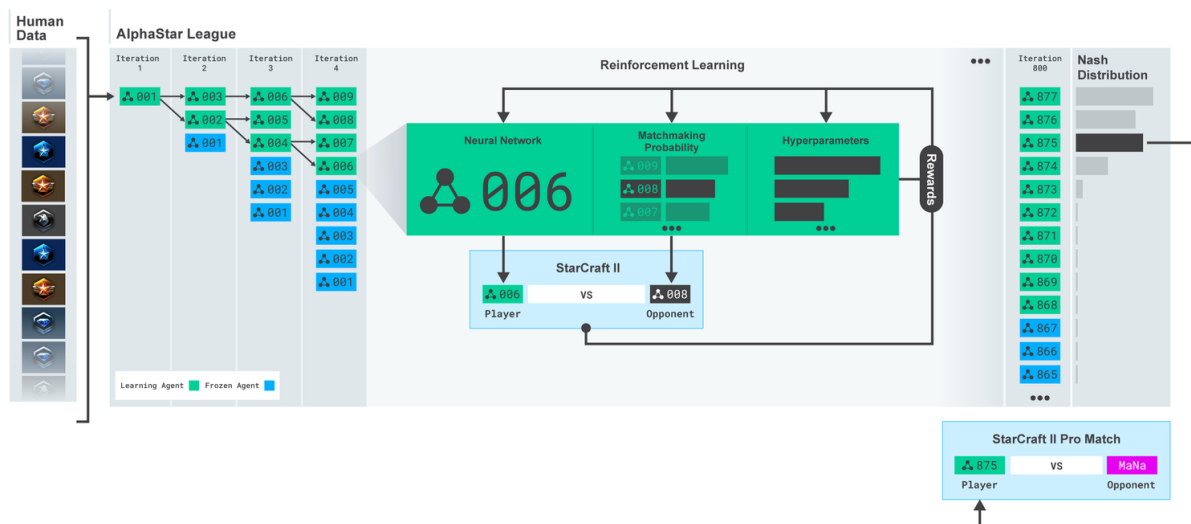 Human
Data
AlphaStar League
Iteration
1
Iteration
2
Iteration
3
Iteration
4
001
003
002
001
006
005
004
003
002
001
009
008
007
006
005
004
003
002
001
Learning Agent
Frozen Agent
Reinforcement Learning
•••
Neural Network
006
Matchmaking
Probability
009
008
007
•••
Hyperparameters
•••
Rewards
StarCraft II
006
VS
008
Player
Opponent
Iteration
800
877
876
875
874
873
872
871
870
869
868
867
866
865
•••
Nash
Distribution
StarCraft II Pro Match
875
VS
MaNa
Player
Opponent